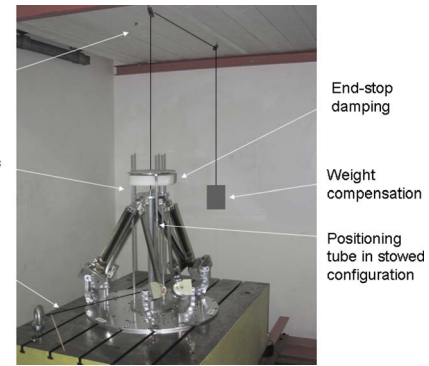 End-stop
damping
Weight
compensation
Positioning
tube in stowed
configuration